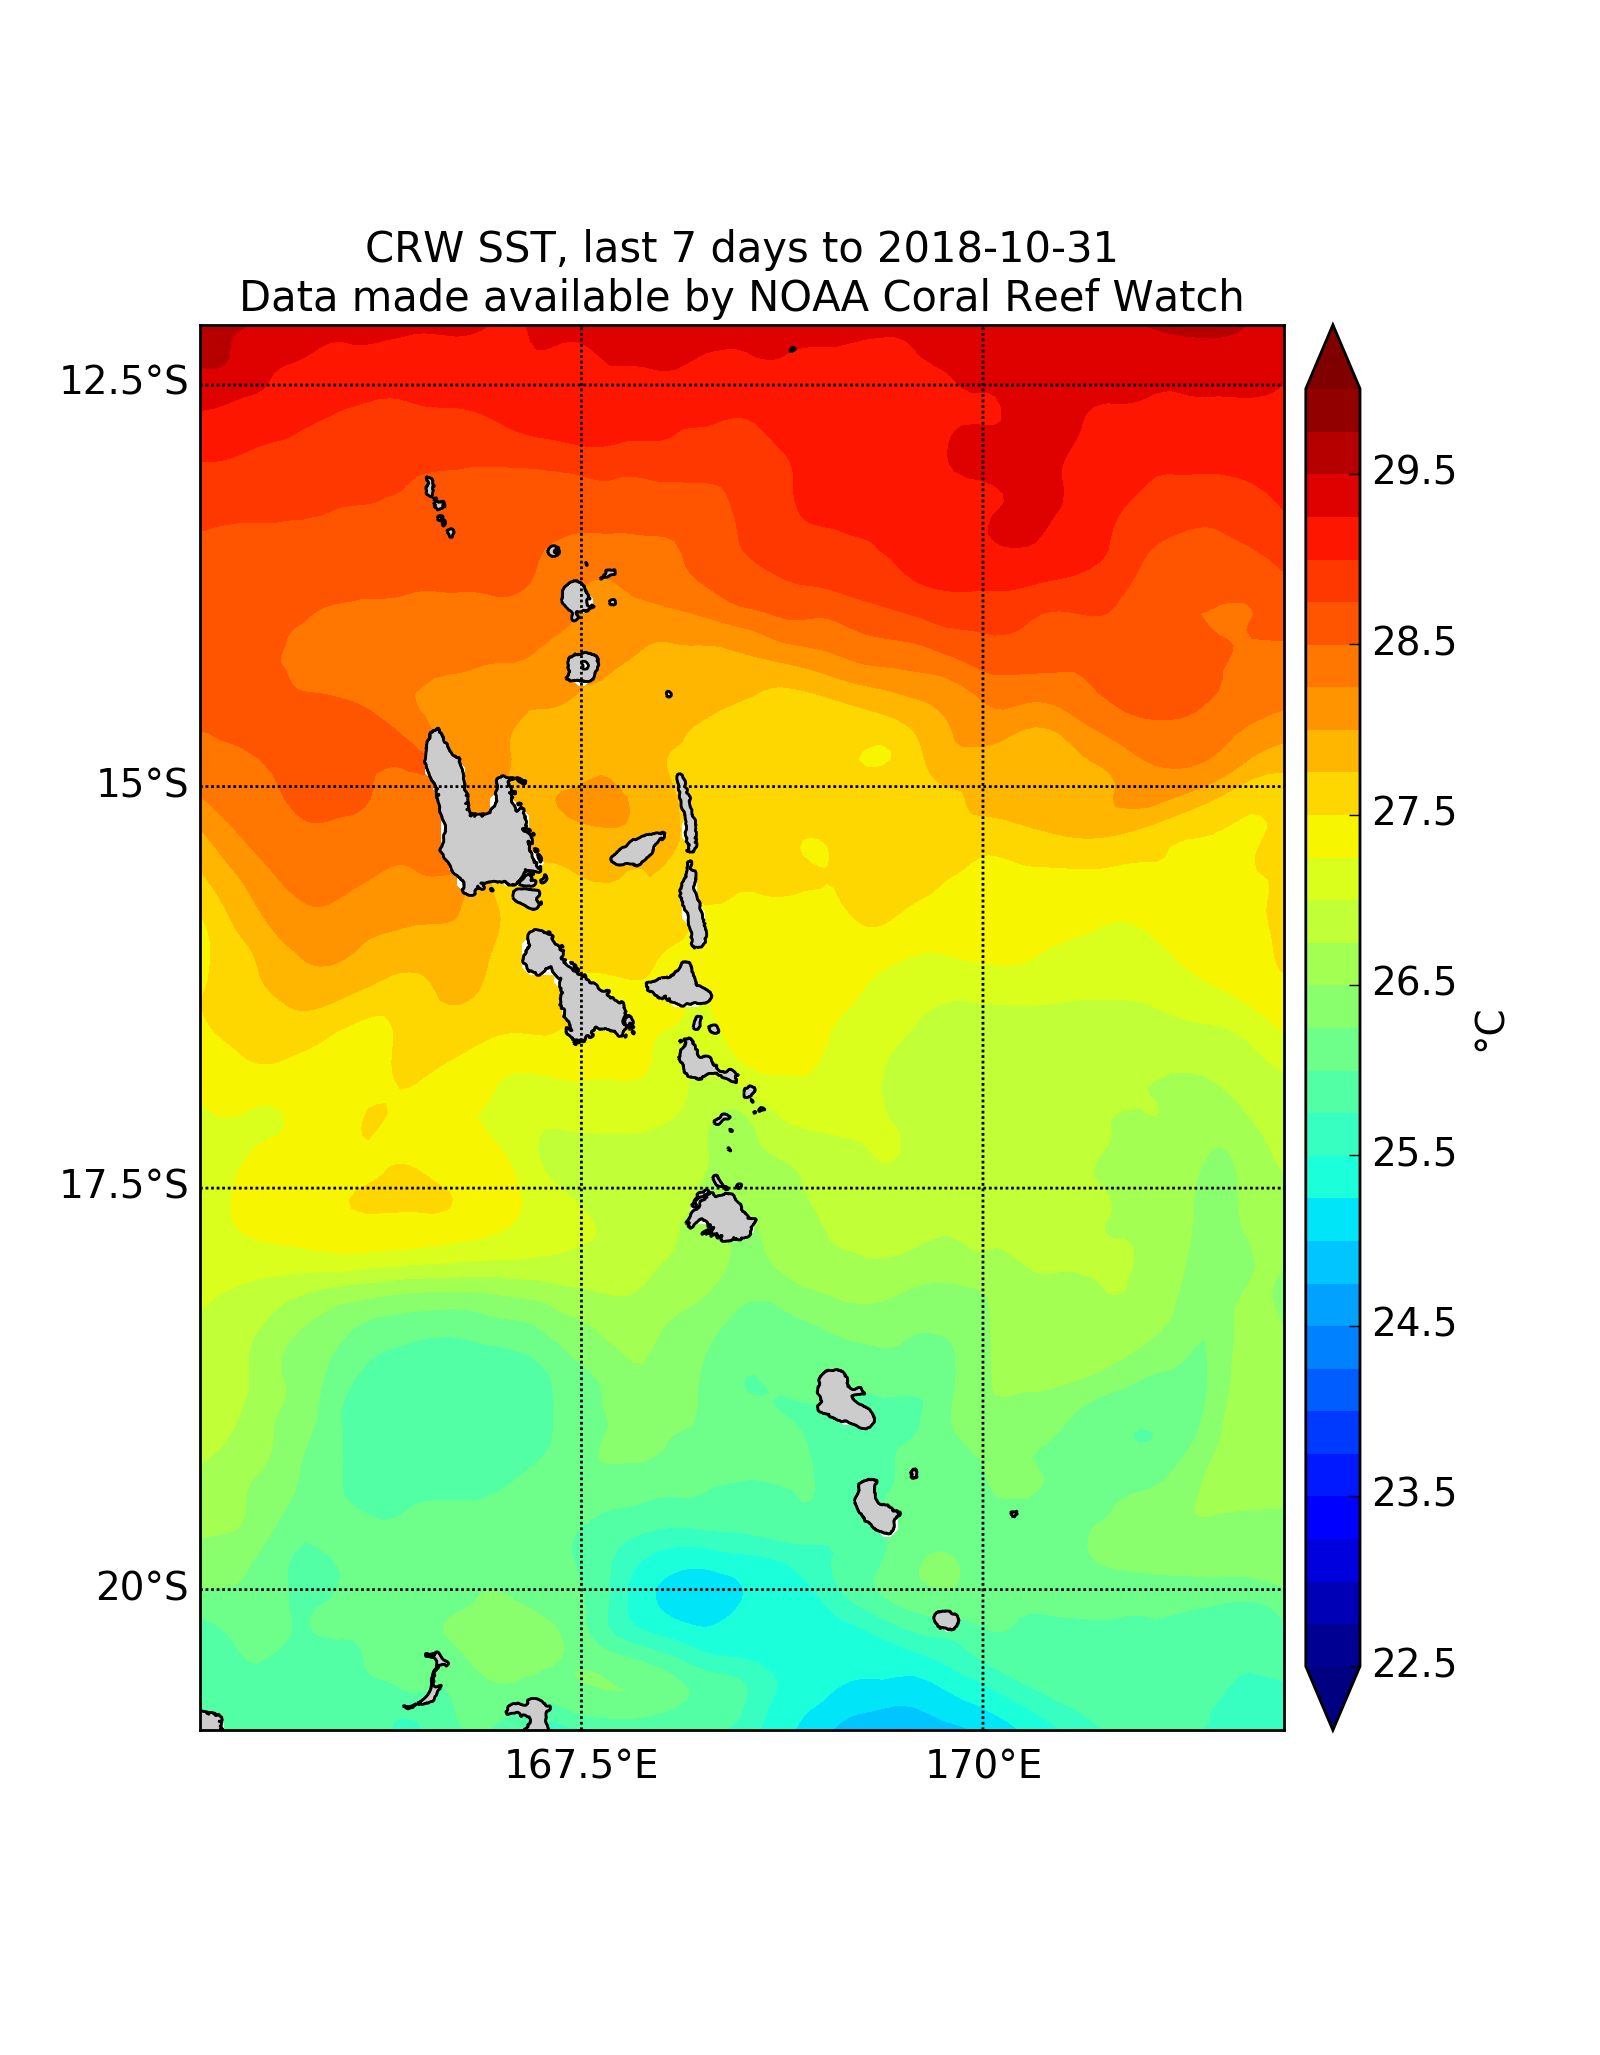 CRW SST, last 7 days to 2018-10-31
Data made available by NOAA Coral Reef Watch
12.5°S
15°S
17.5°S
20°S
167.5°E
170°E
29.5
28.5
27.5
26.5
25.5
24.5
23.5
22.5
°C